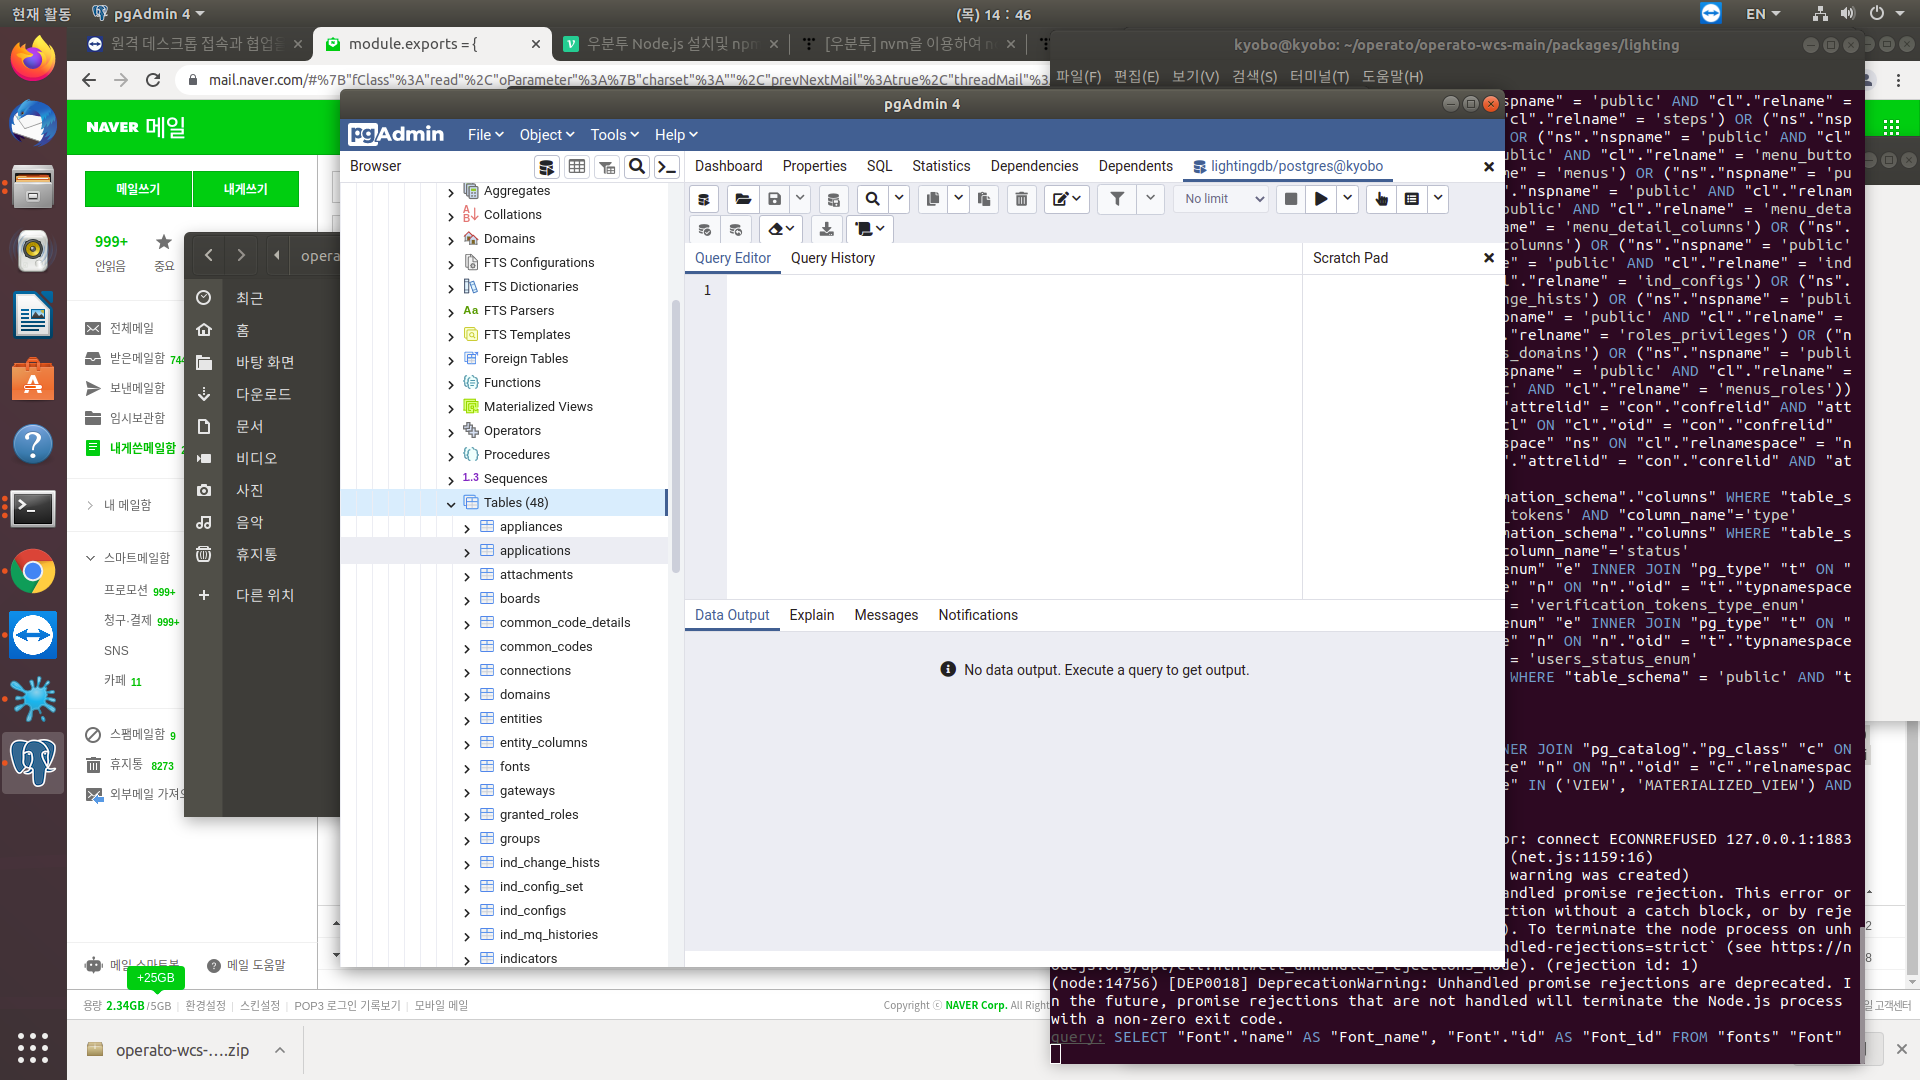 현재 활동
pgAdmin 4
(목) 14 : 46
EN
원격 데스크톱 접속과 협업을
module.exports = {
우분투 Node.js 설치및 npm
[우분투] nvm을 이용하여 n
mail.naver.com/#%7B"fClass"%3A"read"%2C"oParameter"%3A%7B"charset"%3A""%2C"prevNextMail"%3Atrue%2C"threadMail"%3
NAVER 메일
메일쓰기
내게쓰기
999+
안읽음
중요
전체메일
받은메일함 744
보낸메일함
임시보관함
내게쓴메일함
내 메일함
스마트메일함
프로모션 999+
청구·결제 999+
SNS
카페 11
스팸메일함 9
휴지통 8273
외부메일 가져오
메일 스마트봇
메일 도움말
+25GB
용량 2.34GB/5GB
환경설정
스킨설정
POP3 로그인 기록보기
모바일 메일
Copyright ⓒ NAVER Corp. All Right
일 고객센터
operato-wcs-....zip
opera
최근
홈
바탕 화면
다운로드
문서
비디오
사진
음악
휴지통
다른 위치
pgAdmin 4
pgAdmin
File
Object
Tools
Help
Browser
Aggregates
Collations
Domains
FTS Configurations
FTS Dictionaries
FTS Parsers
FTS Templates
Foreign Tables
Functions
Materialized Views
Operators
Procedures
1..3 Sequences
Tables (48)
appliances
applications
attachments
boards
common_code_details
common_codes
connections
domains
entities
entity_columns
fonts
gateways
granted_roles
groups
ind_change_hists
ind_config_set
ind_configs
ind_mq_histories
indicators
Dashboard
Properties
SQL
Statistics
Dependencies
Dependents
lightingdb/postgres@kyobo
No limit
Query Editor
Query History
Scratch Pad
1
Data Output
Explain
Messages
Notifications
No data output. Execute a query to get output.
kyobo@kyobo: ~/operato/operato-wcs-main/packages/lighting
파일(F) 편집(E) 보기(V) 검색(S) 터미널(T) 도움말(H)
spname" = 'public' AND "cl"."relname" =
"cl"."relname" = 'steps') OR ("ns"."nsp
OR ("ns"."nspname" = 'public' AND "cl"
ublic' AND "cl"."relname" = 'menu_butto
= 'menus') OR ("ns"."nspname" = 'pu
"."nspname" = 'public' AND "cl"."relnam
public' AND "cl"."relname" = 'menu_deta
ame" = 'menu_detail_columns') OR ("ns".
columns') OR ("ns"."nspname" = 'public'
e" = 'public' AND "cl"."relname" = 'ind
l"."relname" = 'ind_configs') OR ("ns".
nge_hists') OR ("ns"."nspname" = 'publi
pname" = 'public' AND "cl"."relname" =
."relname" = 'roles_privileges') OR ("n
s_domains') OR ("ns"."nspname" = 'publi
spname" = 'public' AND "cl"."relname" =
c' AND "cl"."relname" = 'menus_roles'))
"attrelid" = "con"."confrelid" AND "att
cl" ON "cl"."oid" = "con"."confrelid"
space" "ns" ON "cl"."relnamespace" = "n
"."attrelid" = "con"."conrelid" AND "at
mation_schema"."columns" WHERE "table_s
_tokens' AND "column_name"='type'
mation_schema"."columns" WHERE "table_s
column_name"='status'
enum" "e" INNER JOIN "pg_type" "t" ON "
e" "n" ON "n"."oid" = "t"."typnamespace
= 'verification_tokens_type_enum'
enum" "e" INNER JOIN "pg_type" "t" ON "
e" "n" ON "n"."oid" = "t"."typnamespace
= 'users_status_enum'
WHERE "table_schema" = 'public' AND "t
NER JOIN "pg_catalog"."pg_class" "c" ON
ce" "n" ON "n"."oid" = "c"."relnamespac
e" IN ('VIEW', 'MATERIALIZED_VIEW') AND
or: connect ECONNREFUSED 127.0.0.1:1883
(net.js:1159:16)
warning was created)
andled promise rejection. This error or
ction without a catch block, or by reje
). To terminate the node process on unh
ndled-rejections=strict` (see https://n
odejs.org/api/cli.html#cli_unhandled_rejections_mode). (rejection id: 1)
(node:14756) [DEP0018] DeprecationWarning: Unhandled promise rejections are deprecated. I
n the future, promise rejections that are not handled will terminate the Node.js process
with a non-zero exit code.
query: SELECT "Font"."name" AS "Font_name", "Font"."id" AS "Font_id" FROM "fonts" "Font"